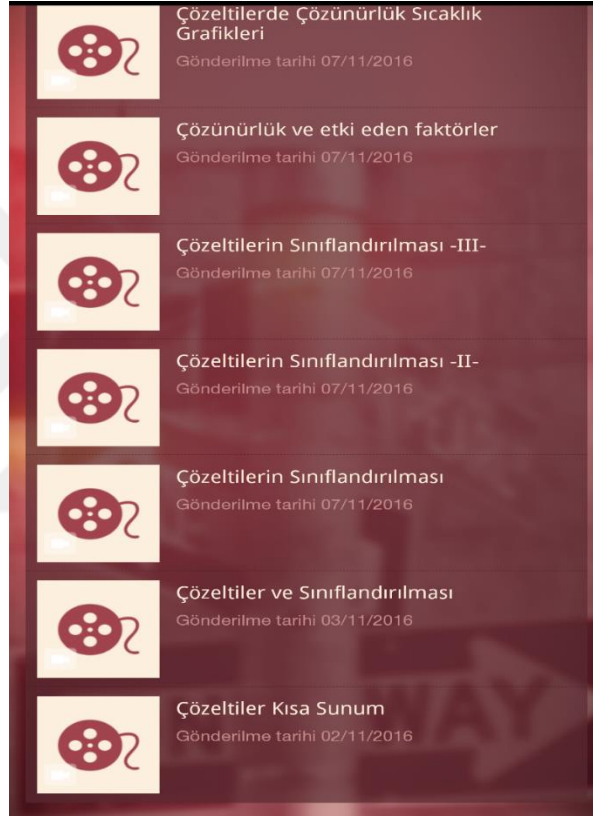 Çözeltilerde Çözünürlük Sıcaklık
Grafikleri
Gönderilme tarihi 07/11/2016
Çözünürlük ve etki eden faktörler
Gönderilme tarihi 07/11/2016
Çözeltilerin Sınıflandırılması -III-
Gönderilme tarihi 07/11/2016
Çözeltilerin Sınıflandırılması -II-
Gönderilme tarihi 07/11/2016
Çözeltilerin Sınıflandırılması
Gönderilme tarihi 07/11/2016
Çözeltiler ve Sınıflandırılması
Gönderilme tarihi 03/11/2016
Çözeltiler Kısa Sunum
Gönderilme tarihi 02/11/2016
WAY